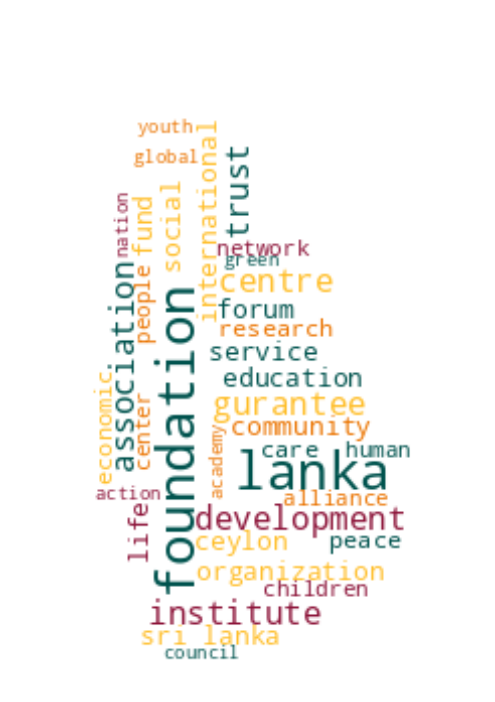 youth
global
international
trust
social
fund
nation
network
green
centre
association
people
forum
research
foundation
service
education
economic
center
gurantee
community
academy
care
human
lanka
action
alliance
life
development
ceylon
peace
organization
children
institute
sri lanka
council